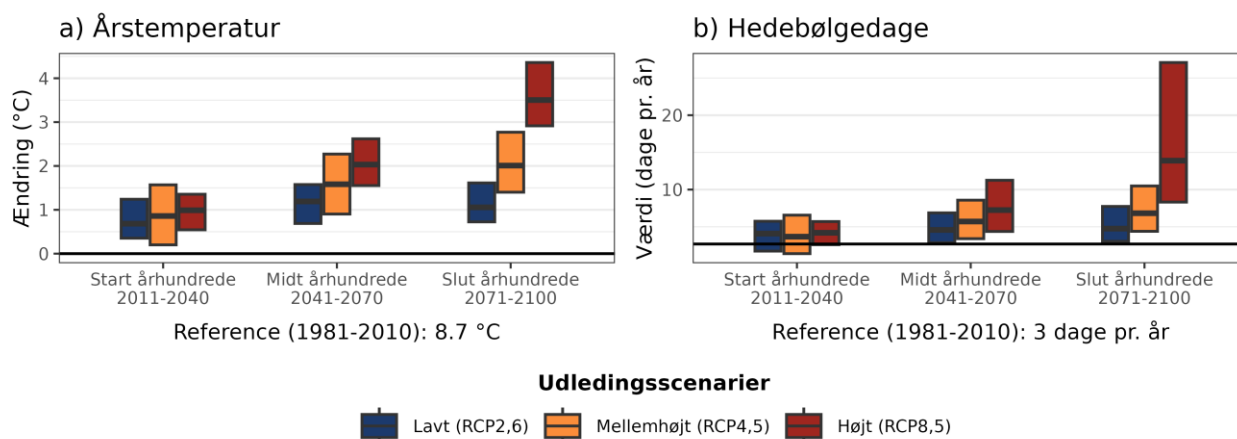 a) Årstemperatur
Ændring (°C)
4
3
2
1
0
Start århundrede
2011-2040
Midt århundrede
2041-2070
Slut århundrede
2071-2100
Reference (1981-2010): 8.7 °C
b) Hedebølgedage
Værdi (dage pr. år)
20
10
Start århundrede
2011-2040
Midt århundrede
2041-2070
Slut århundrede
2071-2100
Reference (1981-2010): 3 dage pr. år
Udledingsscenarier
Lavt (RCP2,6)
Mellemhøjt (RCP4,5)
Højt (RCP8,5)